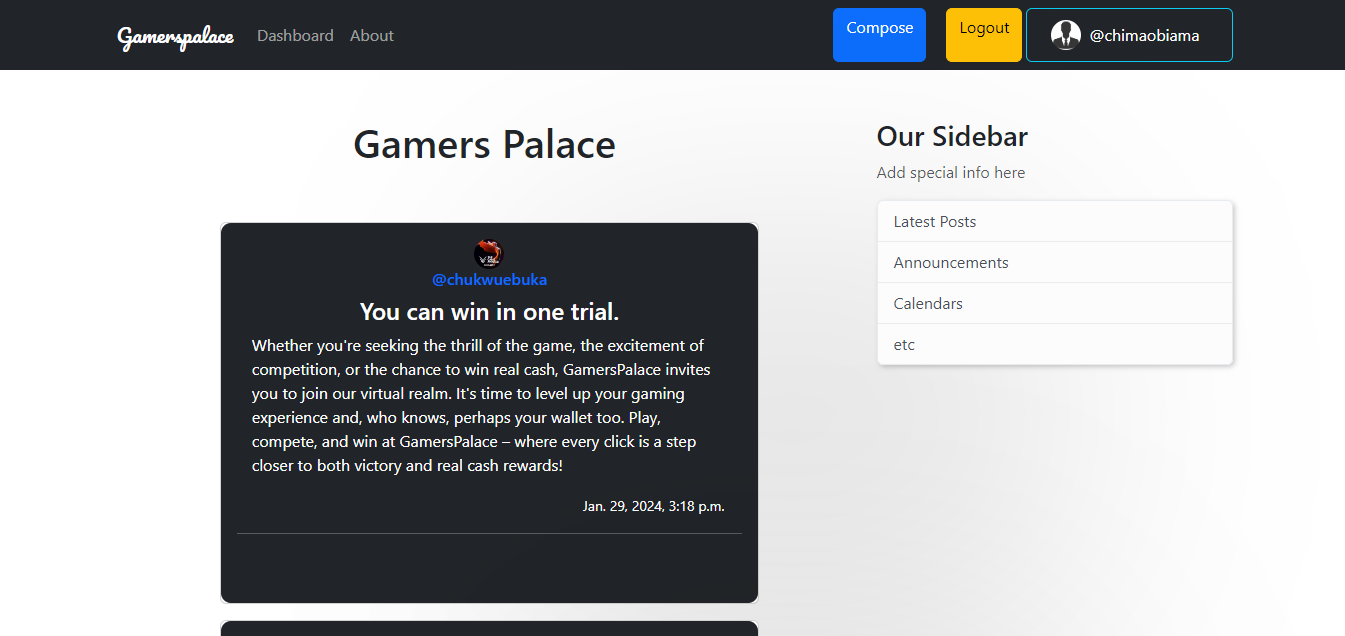 Gamerspalace Dashboard About Compose Logout @chimaobiama
Gamers Palace
@chukwuebuka
You can win in one trial.
Whether you're seeking the thrill of the game, the excitement of
competition, or the chance to win real cash, GamersPalace invites
you to join our virtual realm. It's time to level up your gaming
experience and, who knows, perhaps your wallet too. Play,
compete, and win at GamersPalace – where every click is a step
closer to both victory and real cash rewards!
Jan. 29, 2024, 3:18 p.m.
Our Sidebar
Add special info here
Latest Posts
Announcements
Calendars
etc